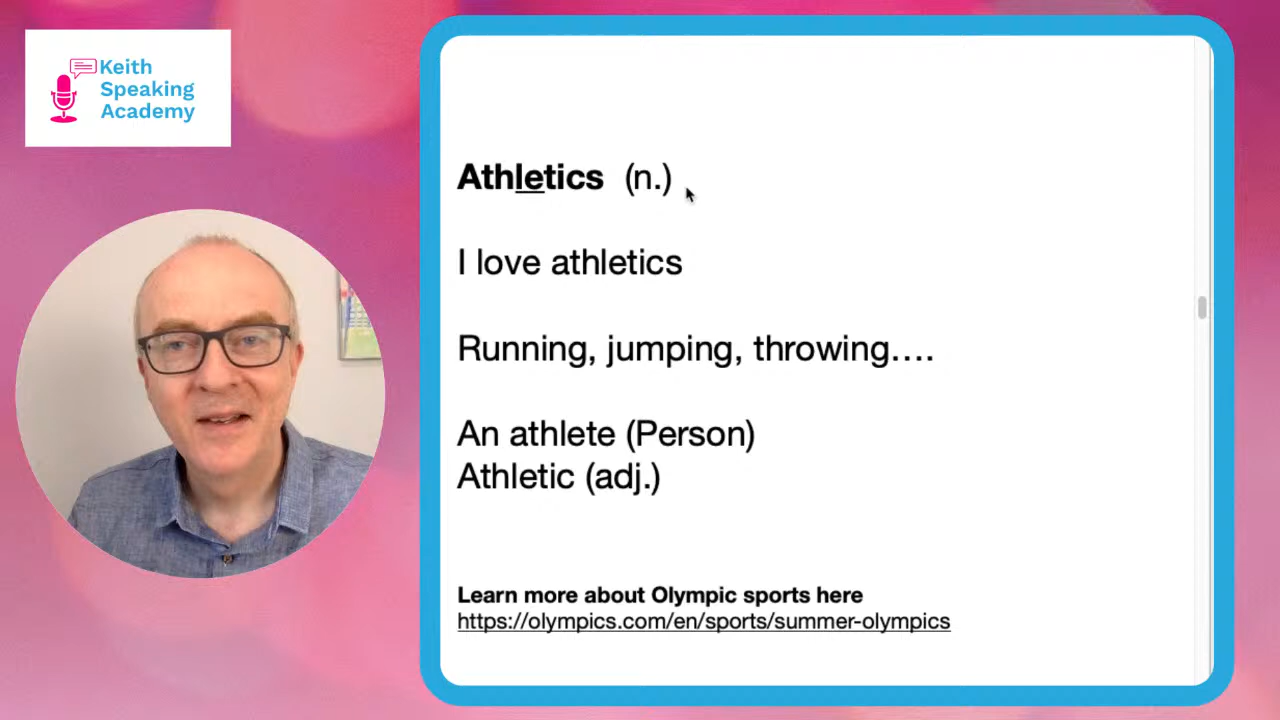 Keith
Speaking
Academy
Athletics (n.)
I love athletics
Running, jumping, throwing….
An athlete (Person)
Athletic (adj.)
Learn more about Olympic sports here
https://olympics.com/en/sports/summer-olympics